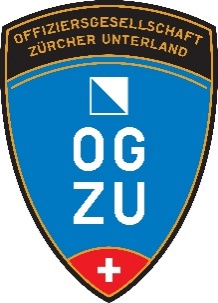 OFFIZIERSGESELLSCHAFT
ZÜRCHER UNTERLAND
OG
ZU